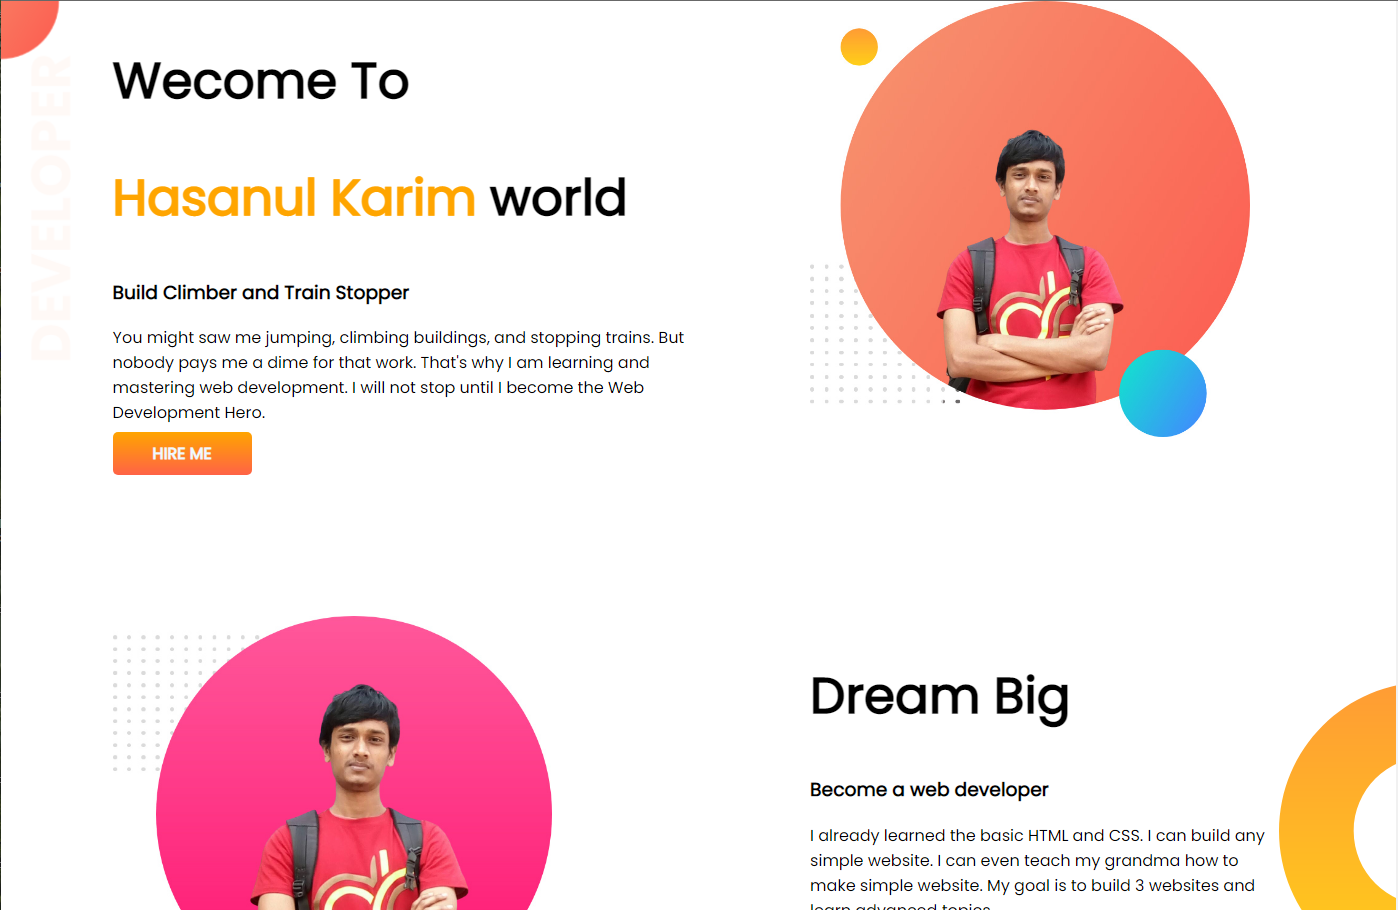 DEVELOPER
Wecome To
Hasanul Karim world
Build Climber and Train Stopper
You might saw me jumping, climbing buildings, and stopping trains. But
nobody pays me a dime for that work. That's why I am learning and
mastering web development. I will not stop until I become the Web
Development Hero.
HIRE ME
Dream Big
Become a web developer
I already learned the basic HTML and CSS. I can build any
simple website. I can even teach my grandma how to
make simple website. My goal is to build 3 websites and
learn advanced topics